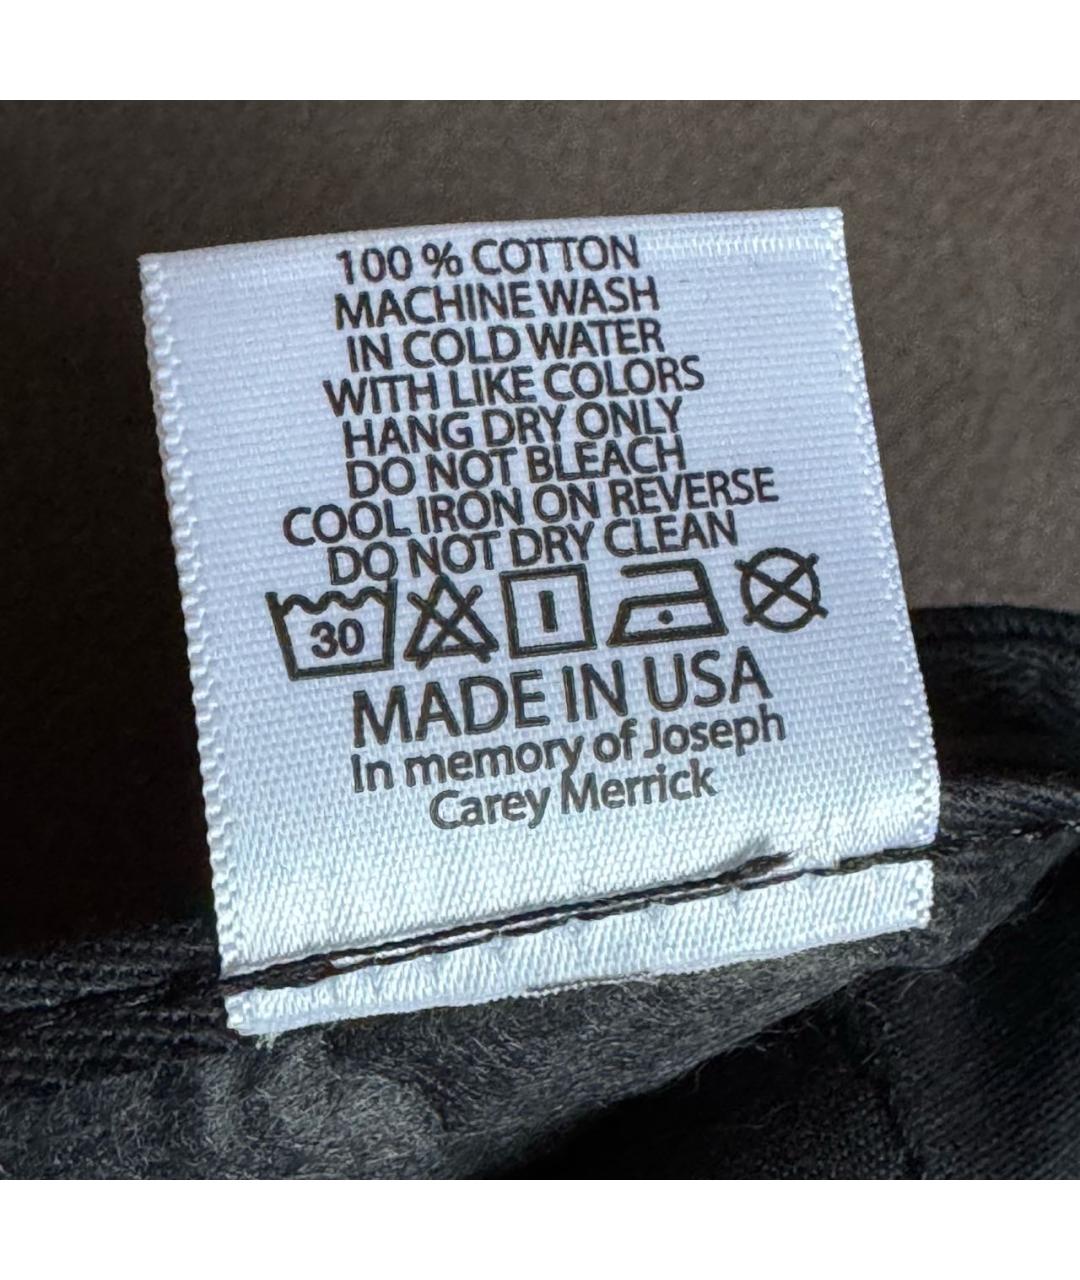 100 % COTTON
MACHINE WASH
IN COLD WATER
WITH LIKE COLORS
HANG DRY ONLY
DO NOT BLEACH
COOL IRON ON REVERSE
DO NOT DRY CLEAN
30
MADE IN USA
In memory of Joseph
Carey Merrick